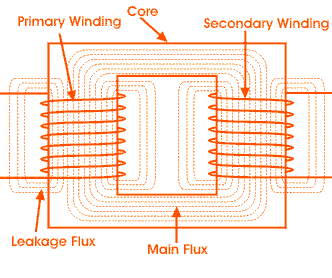 Core
Primary Winding
Secondary Winding
Leakage Flux
Main Flux